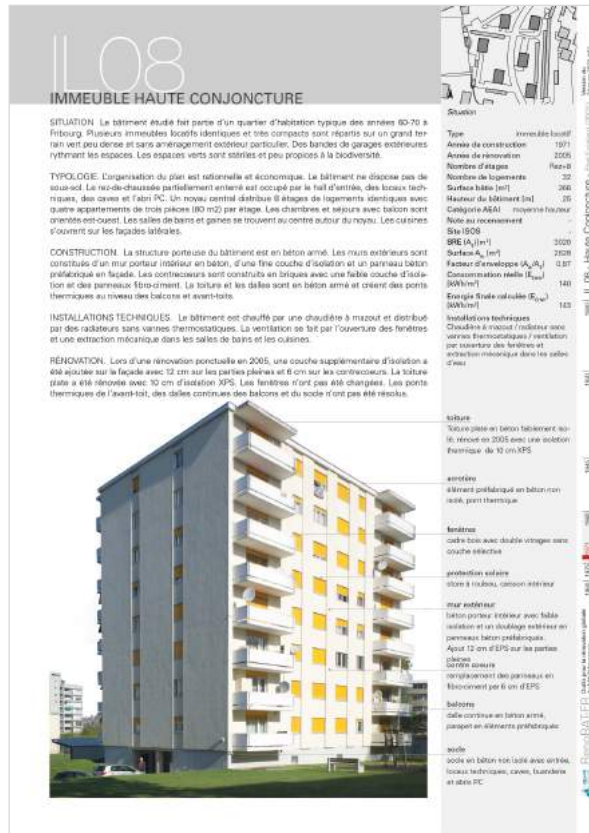 IL08
IMMEUBLE HAUTE CONJONCTURE
SITUATION Le bâtiment étudié fait partie d'un quartier d'habitation typique des années 60-70 à
Fribourg. Plusieurs immeubles locatifs identiques et très compacts sont répartis sur un grand ter-
rain vert peu dense et sans aménagement extérieur particulier. Des bandes de garages extérieures
rythmant les espaces. Les espaces verts sont stériles et peu propices à la biodiversité.
TYPOLOGIE. L'organisation du plan est rationnelle et économique. Le bâtiment ne dispose pas de
sous-sol. Le rez-de-chaussée partiellement enterré est occupé par le hall d'entrée, des locaux tech-
niques, des caves et l'abri PC. Un noyau central distribue 8 étages de logements identiques avec
quatre appartements de trois pièces (80 m2) par étage. Les chambres et séjours avec balcon sont
orientés est-ouest. Les salles de bains et gaines se trouvent au centre autour du noyau. Les cuisines
s'ouvrent sur les façades latérales.
CONSTRUCTION. La structure porteuse du bâtiment est en béton armé. Les murs extérieurs sont
constitués d'un mur porteur intérieur en béton, d'une fine couche d'isolation et un panneau béton
préfabriqué en façade. Les contrecoeurs sont construits en briques avec une faible couche d'isola-
tion et des panneaux fibro-ciment. La toiture et les dalles sont en béton armé et créent des ponts
thermiques au niveau des balcons et avant-toits.
INSTALLATIONS TECHNIQUES. Le bâtiment est chauffé par une chaudière à mazout et distribué
par des radiateurs sans vannes thermostatiques. La ventilation se fait par l'ouverture des fenêtres
et une extraction mécanique dans les salles de bains et les cuisines.
RÉNOVATION. Lors d'une rénovation ponctuelle en 2005, une couche supplémentaire d'isolation a
été ajoutée sur la façade avec 12 cm sur les parties pleines et 6 cm sur les contrecoeurs. La toiture
plate a été rénovée avec 10 cm d'isolation XPS. Les fenêtres n'ont pas été changées. Les ponts
thermiques de l'avant-toit, des dalles continues des balcons et du socle n'ont pas été résolus.
Situation
Type immeuble locatif
Année de construction 1971
Année de rénovation 2005
Nombre d'étages Rez+8
Nombre de logements 32
Surface bâtie [m²] 366
Hauteur du bâtiment [m] 25
Catégorie AEAI moyenne hauteur
Note au recensement -
Site ISOS -
SRE [m²] 3020
Surface [m²] 2628
Facteur d'enveloppe 0.87
Consommation réelle
[kWh/m²] 140
Energie finale calculée
[kWh/m²] 143
Installations techniques
Chaudière à mazout / radiateur sans
vannes thermostatiques / ventilation
par ouverture des fenêtres et
extraction mécanique dans les salles
d'eau
toiture
Toiture plate en béton faiblement iso-
lé, rénové en 2005 avec une isolation
thermique de 10 cm XPS
acrotère
élément préfabriqué en béton non
isolé, pont thermique
fenêtres
cadre bois avec double vitrages sans
couche sélective
protection solaire
store à rouleau, caisson intérieur
mur extérieur
béton porteur intérieur avec faible
isolation et un doublage extérieur en
panneaux béton préfabriqués.
Ajout 12 cm d'EPS sur les parties
pleines
contre coeurs
remplacement des panneaux en
fibro-ciment par 6 cm d'EPS
balcons
dalle continue en béton armé,
parapet en éléments préfabriqués
socle
socle en béton non isolé avec entrée,
locaux techniques, caves, buanderie
et abris PC
IL 08 Haute Conjoncture
RenoBAT-FR